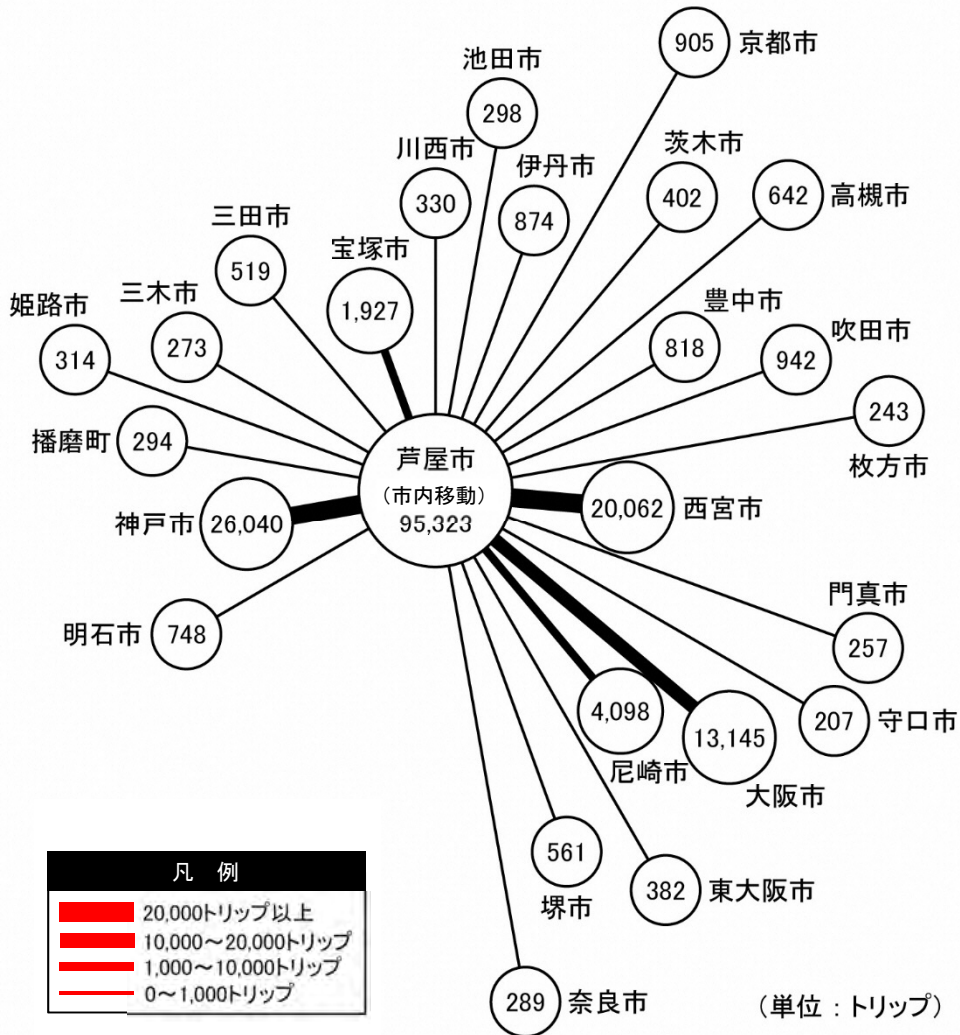 905 京都市
池田市
298
川西市
330
伊丹市
874
茨木市
402
642 高槻市
三田市
519
宝塚市
1,927
姫路市
314
三木市
273
豊中市
818
吹田市
942
播磨町 294
243
枚方市
芦屋市
(市内移動)
95,323
神戸市 26,040
20,062 西宮市
明石市 748
門真市
257
207 守口市
4,098
尼崎市
13,145
大阪市
561
堺市
382 東大阪市
289 奈良市
凡 例
20,000トリップ以上
10,000~20,000トリップ
1,000~10,000トリップ
0~1,000トリップ
(単位:トリップ)